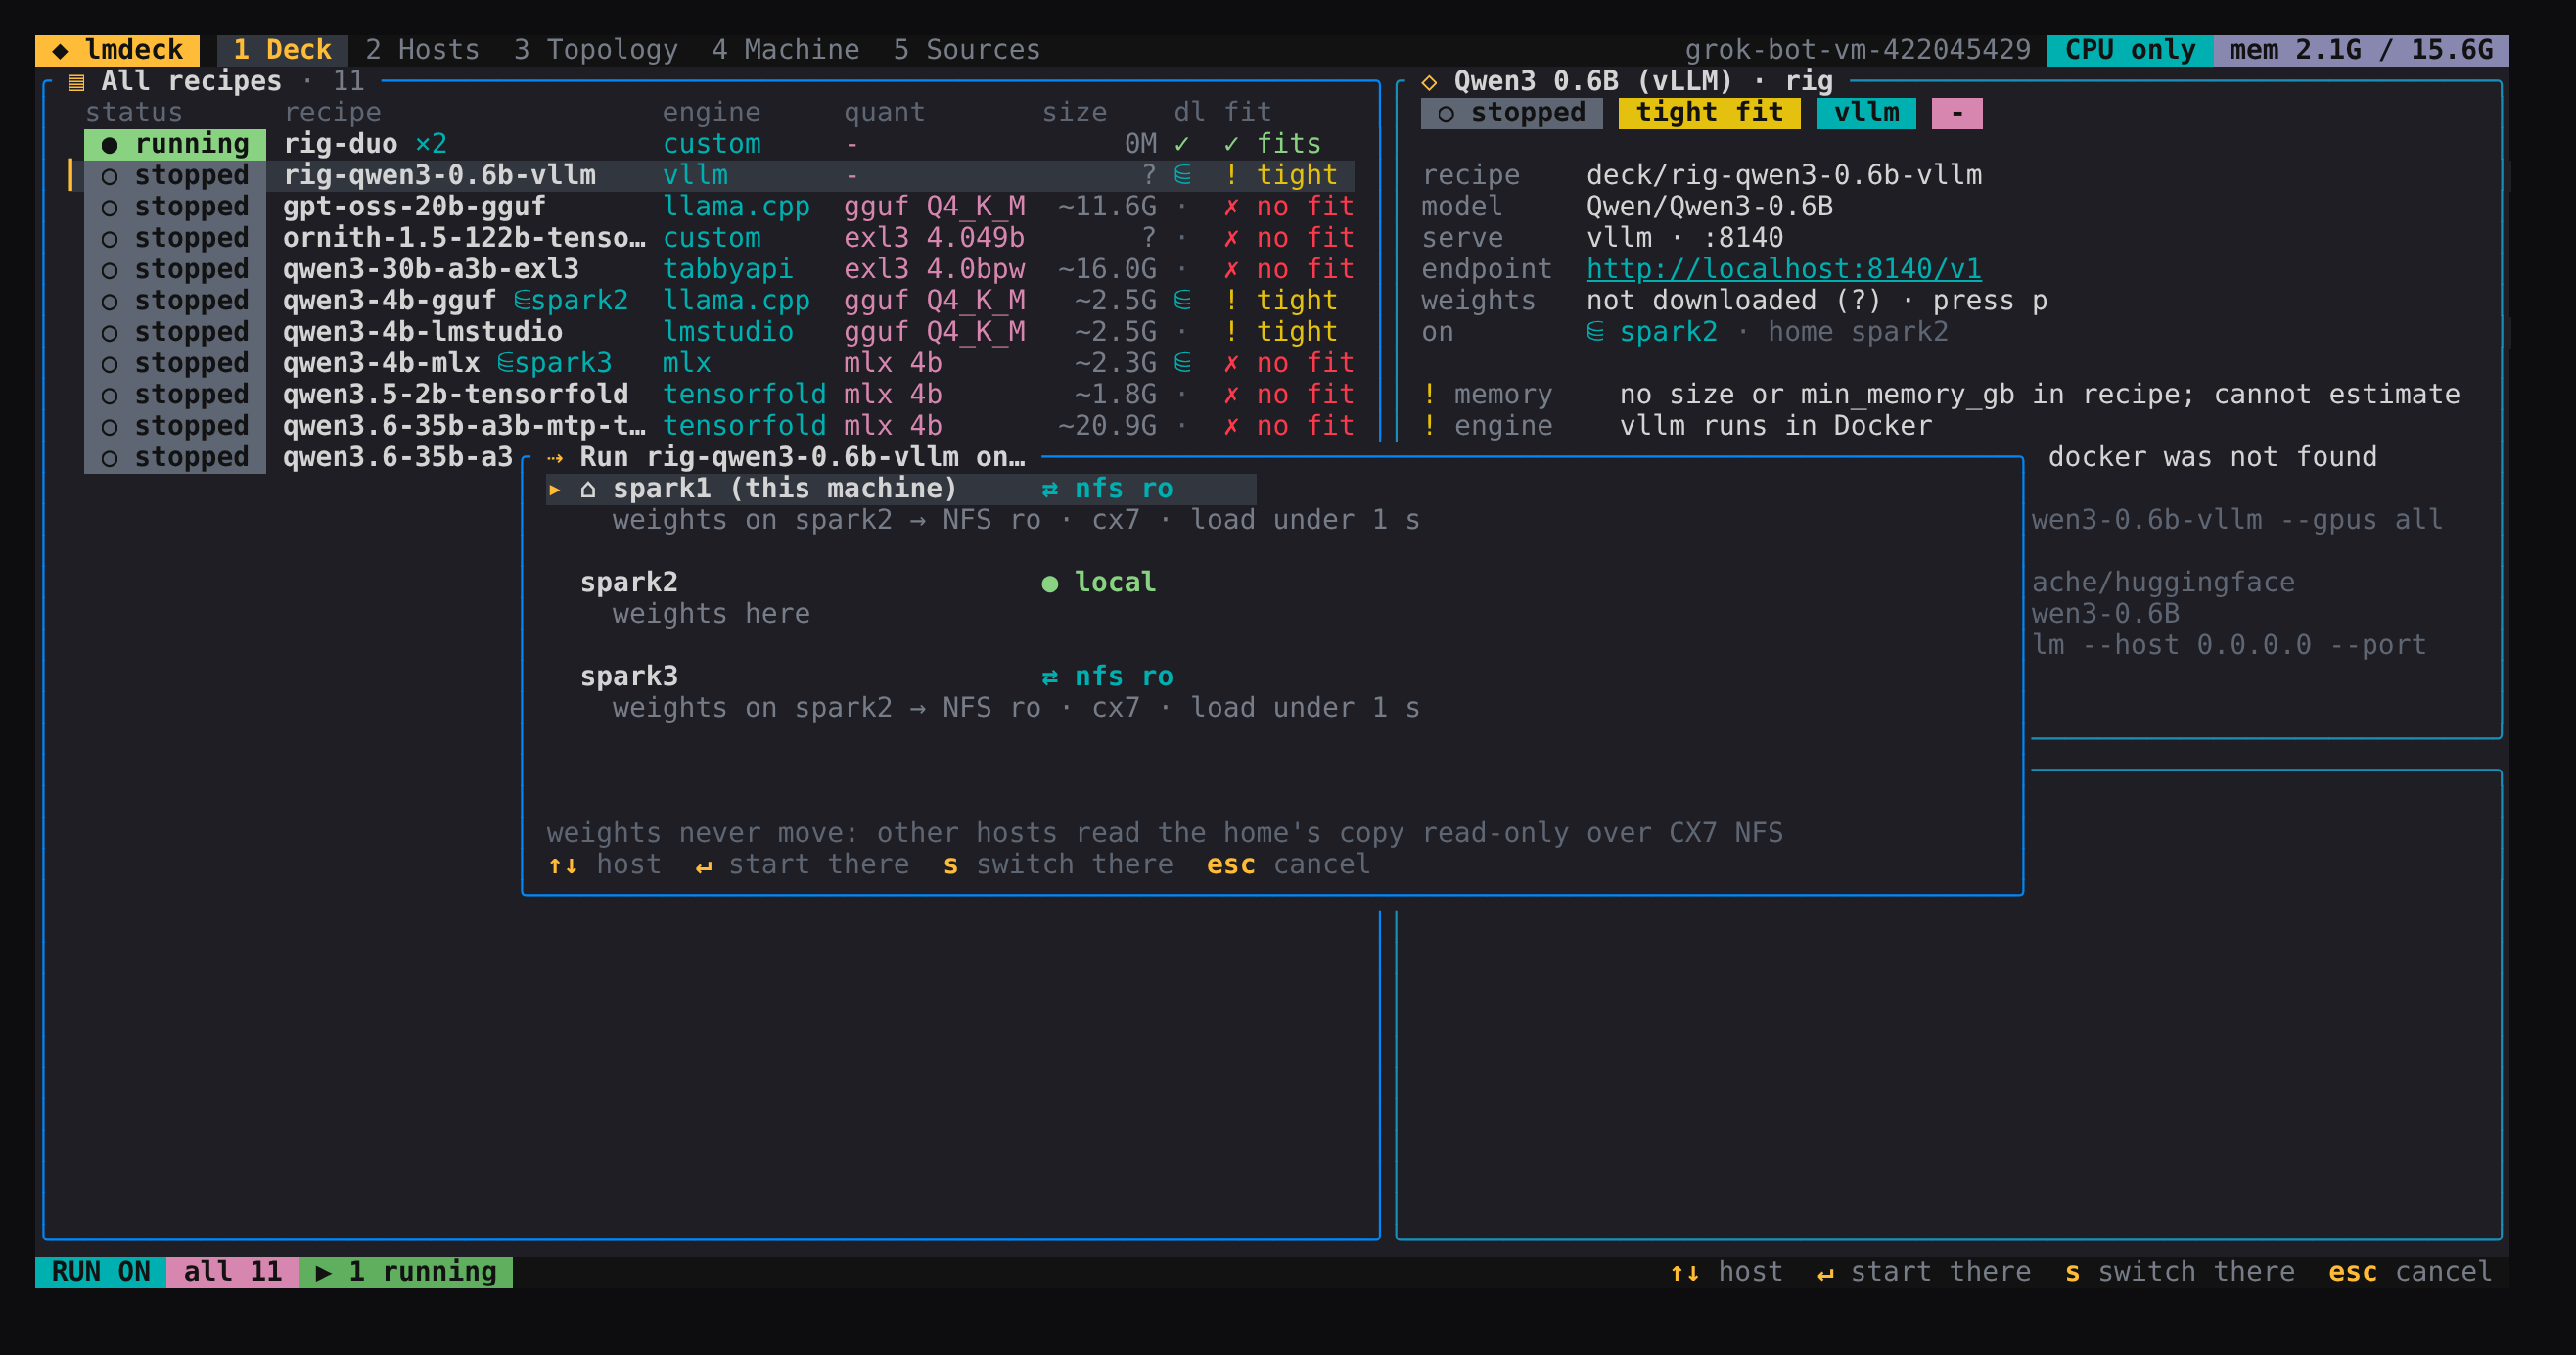 ◆ lmdeck 1 Deck 2 Hosts 3 Topology 4 Machine 5 Sources grok-bot-vm-422045429 CPU only mem 2.1G / 15.6G
▤ All recipes · 11
status recipe engine quant size dl fit
● running rig-duo ×2 custom - 0M ✓ ✓ fits
○ stopped rig-qwen3-0.6b-vllm vllm - ? ⛁ ! tight
○ stopped gpt-oss-20b-gguf llama.cpp gguf Q4_K_M ~11.6G · ✗ no fit
○ stopped ornith-1.5-122b-tenso… custom exl3 4.049b ? · ✗ no fit
○ stopped qwen3-30b-a3b-exl3 tabbyapi exl3 4.0bpw ~16.0G · ✗ no fit
○ stopped qwen3-4b-gguf ⛁spark2 llama.cpp gguf Q4_K_M ~2.5G ⛁ ! tight
○ stopped qwen3-4b-lmstudio lmstudio gguf Q4_K_M ~2.5G · ! tight
○ stopped qwen3-4b-mlx ⛁spark3 mlx mlx 4b ~2.3G ⛁ ✗ no fit
○ stopped qwen3.5-2b-tensorfold tensorfold mlx 4b ~1.8G · ✗ no fit
○ stopped qwen3.6-35b-a3b-mtp-t… tensorfold mlx 4b ~20.9G · ✗ no fit
○ stopped qwen3.6-35b-a3
◇ Qwen3 0.6B (vLLM) · rig
○ stopped tight fit vllm -
recipe deck/rig-qwen3-0.6b-vllm
model Qwen/Qwen3-0.6B
serve vllm · :8140
endpoint http://localhost:8140/v1
weights not downloaded (?) · press p
on ⛁ spark2 · home spark2
! memory no size or min_memory_gb in recipe; cannot estimate
! engine vllm runs in Docker
docker was not found
wen3-0.6b-vllm --gpus all
ache/huggingface
wen3-0.6B
lm --host 0.0.0.0 --port
⇢ Run rig-qwen3-0.6b-vllm on…
▸ ⌂ spark1 (this machine) ⇄ nfs ro
weights on spark2 → NFS ro · cx7 · load under 1 s
spark2 ● local
weights here
spark3 ⇄ nfs ro
weights on spark2 → NFS ro · cx7 · load under 1 s
weights never move: other hosts read the home's copy read-only over CX7 NFS
↑↓ host ↵ start there s switch there esc cancel
RUN ON all 11 ▶ 1 running ↑↓ host ↵ start there s switch there esc cancel